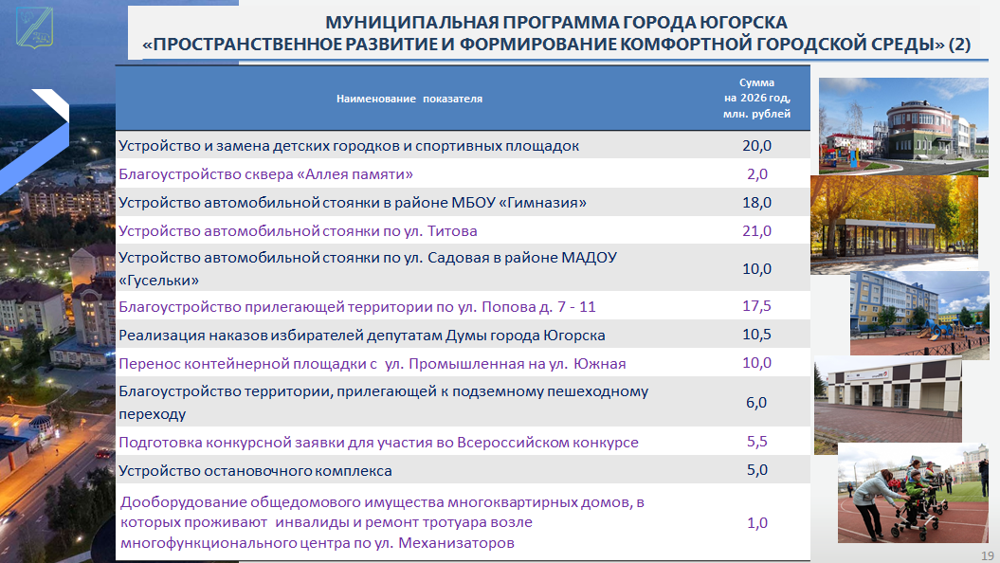 МУНИЦИПАЛЬНАЯ ПРОГРАММА ГОРОДА ЮГОРСКА
«ПРОСТРАНСТВЕННОЕ РАЗВИТИЕ И ФОРМИРОВАНИЕ КОМФОРТНОЙ ГОРОДСКОЙ СРЕДЫ» (2)
Наименование показателя
Сумма
на 2026 год,
млн. рублей
Устройство и замена детских городков и спортивных площадок 20,0
Благоустройство сквера «Аллея памяти» 2,0
Устройство автомобильной стоянки в районе МБОУ «Гимназия» 18,0
Устройство автомобильной стоянки по ул. Титова 21,0
Устройство автомобильной стоянки по ул. Садовая в районе МАДОУ
«Гусельки» 10,0
Благоустройство прилегающей территории по ул. Попова д. 7 - 11 17,5
Реализация наказов избирателей депутатам Думы города Югорска 10,5
Перенос контейнерной площадки с ул. Промышленная на ул. Южная 10,0
Благоустройство территории, прилегающей к подземному пешеходному
переходу 6,0
Подготовка конкурсной заявки для участия во Всероссийском конкурсе 5,5
Устройство остановочного комплекса 5,0
Дооборудование общедомового имущества многоквартирных домов, в
которых проживают инвалиды и ремонт тротуара возле 1,0
многофункционального центра по ул. Механизаторов
19